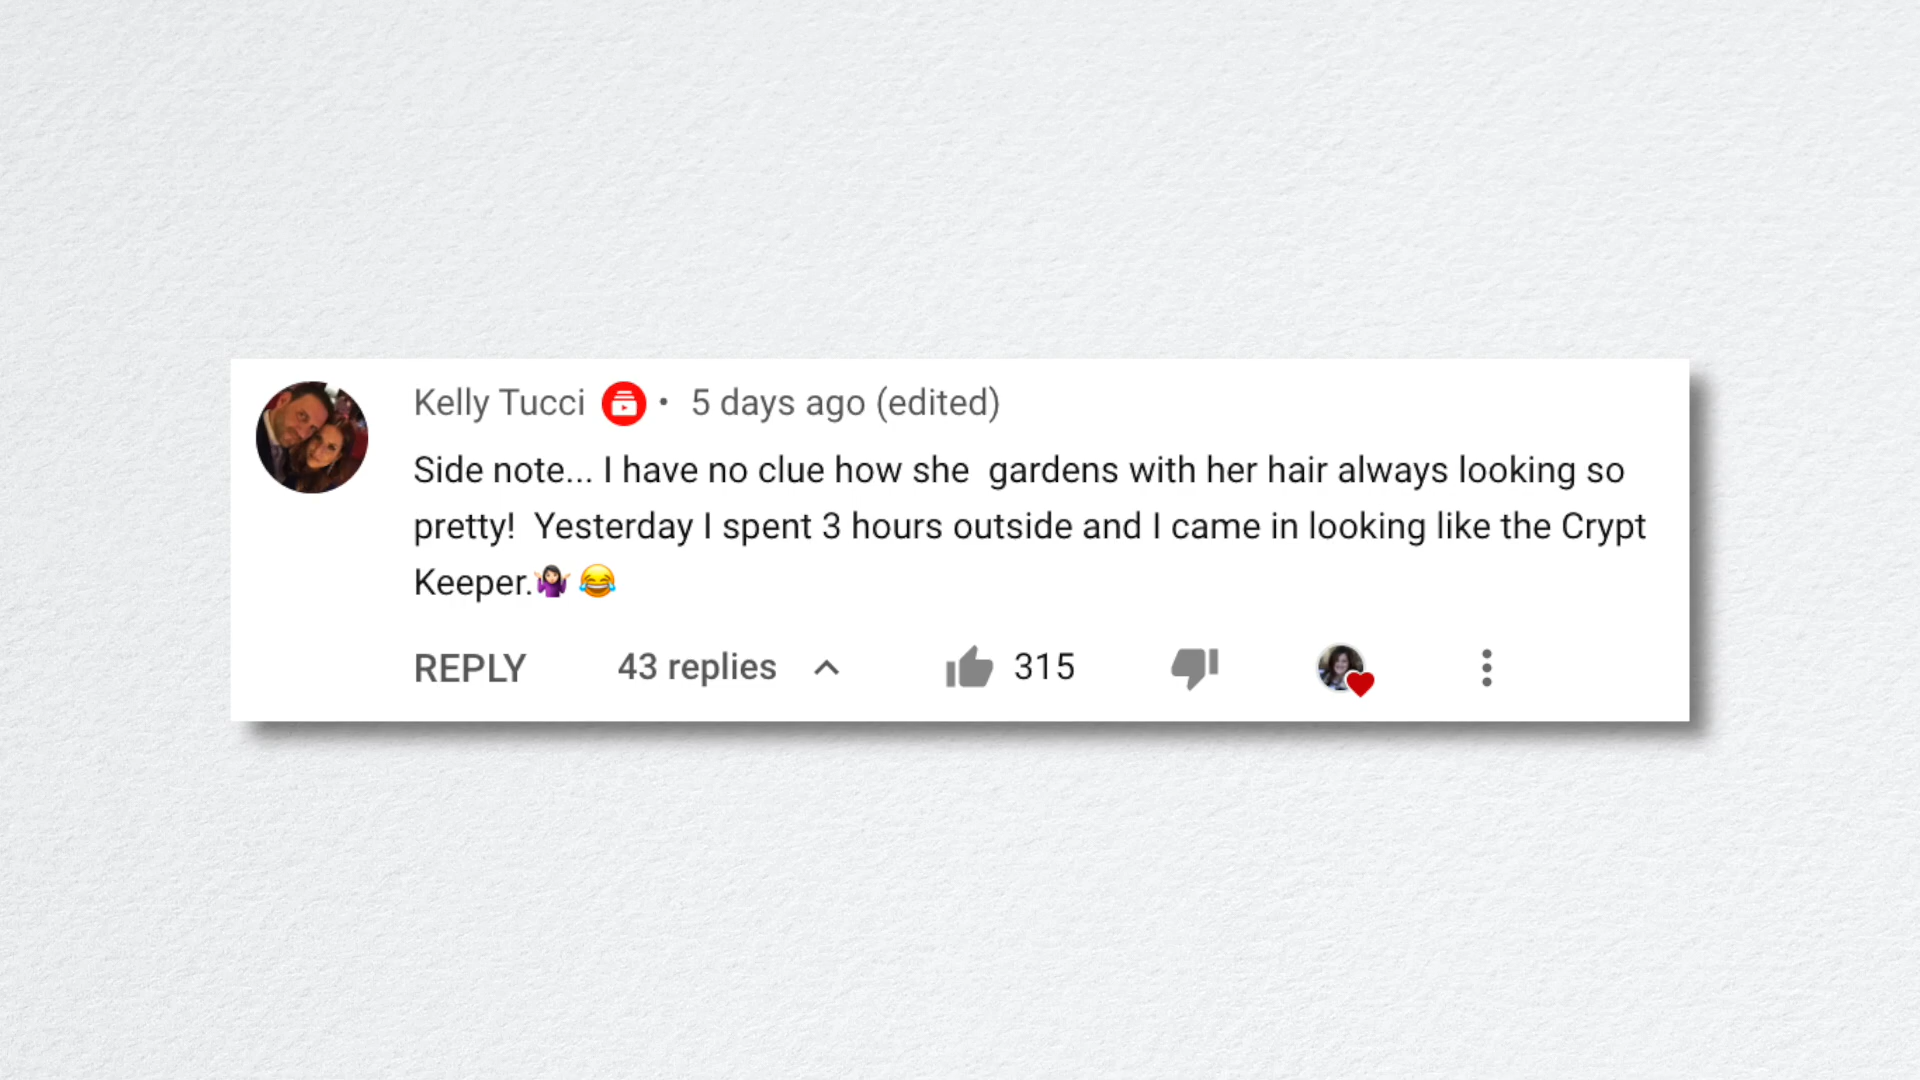 Kelly Tucci • 5 days ago (edited)
Side note... I have no clue how she  gardens with her hair always looking so
pretty!  Yesterday I spent 3 hours outside and I came in looking like the Crypt
Keeper.🤷🏻‍♀️ 😂
REPLY 43 replies 315